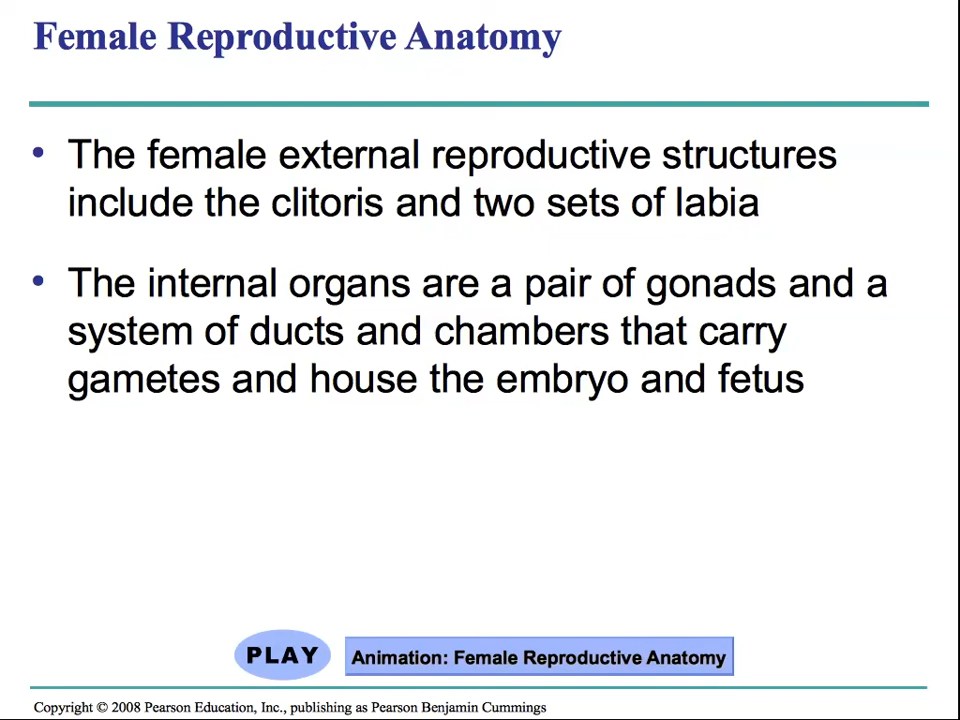 Female Reproductive Anatomy
• The female external reproductive structures
include the clitoris and two sets of labia
• The internal organs are a pair of gonads and a
system of ducts and chambers that carry
gametes and house the embryo and fetus
PLAY Animation: Female Reproductive Anatomy
Copyright © 2008 Pearson Education, Inc., publishing as Pearson Benjamin Cummings